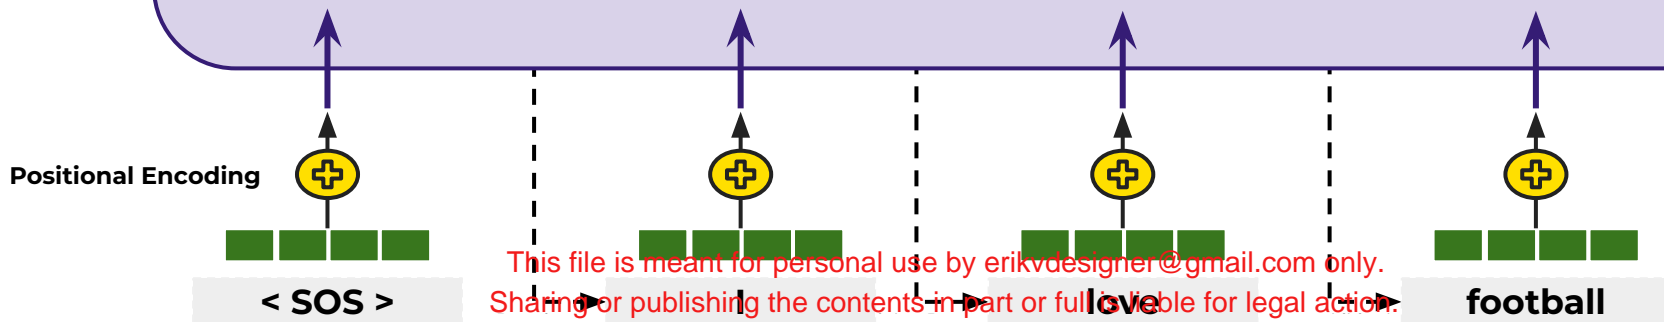 Positional Encoding
This file is meant for personal use by erikvdesigner@gmail.com only.
Sharing or publishing the contents in part or full is liable for legal action.
< SOS >
I
love
football